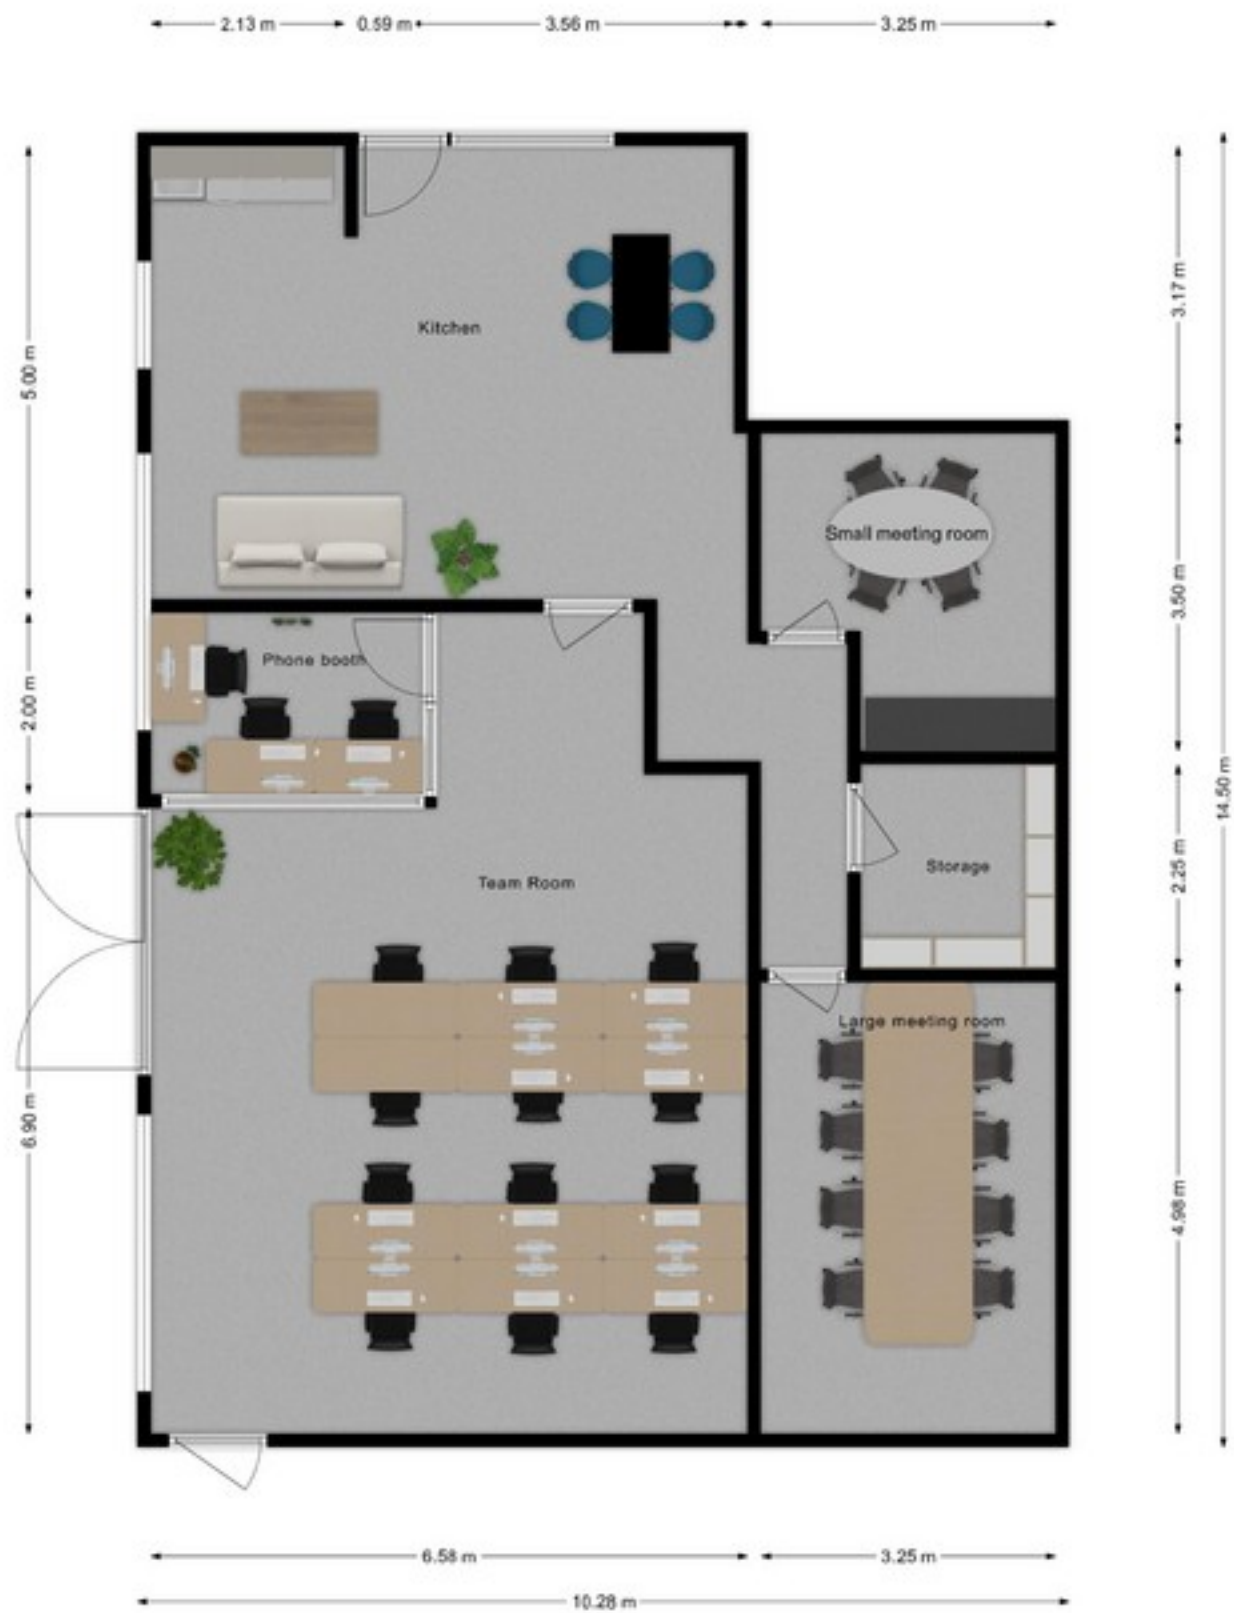 2.13 m
0.59 m
3.56 m
3.25 m
3.17 m
Kitchen
5.00 m
Small meeting room
3.50 m
Phone booth
2.00 m
14.50 m
2.25 m
Storage
Team Room
Large meeting room
6.90 m
4.98 m
6.58 m
3.25 m
10.28 m